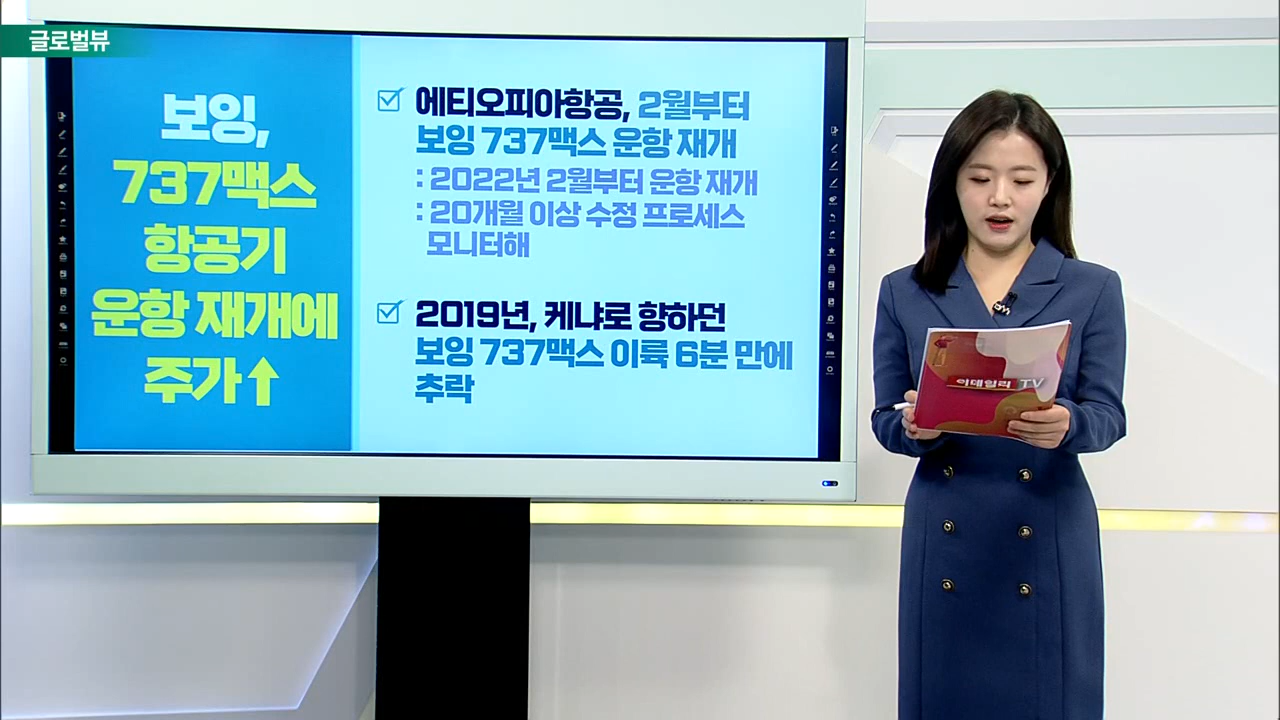 글로벌뷰
보잉,
737맥스
항공기
운항 재개에
주가↑
에티오피아항공, 2월부터
보잉 737맥스 운항 재개
: 2022년 2월부터 운항 재개
: 20개월 이상 수정 프로세스
모니터해
2019년, 케냐로 향하던
보잉 737맥스 이륙 6분 만에
추락
이데일리 TV